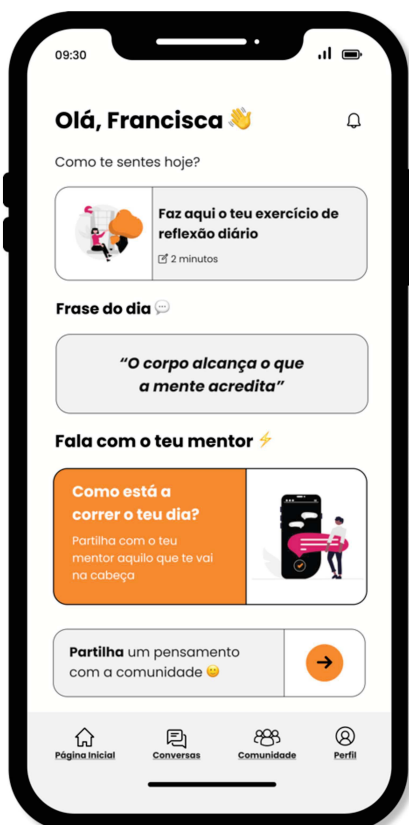 09:30
Olá, Francisca 👋
Como te sentes hoje?
Faz aqui o teu exercício de
reflexão diário
2 minutos
Frase do dia 💬
“O corpo alcança o que
a mente acredita”
Fala com o teu mentor ⚡
Como está a
correr o teu dia?
Partilha com o teu
mentor aquilo que te vai
na cabeça
Partilha um pensamento
com a comunidade 🙂
Página Inicial
Conversas
Comunidade
Perfil